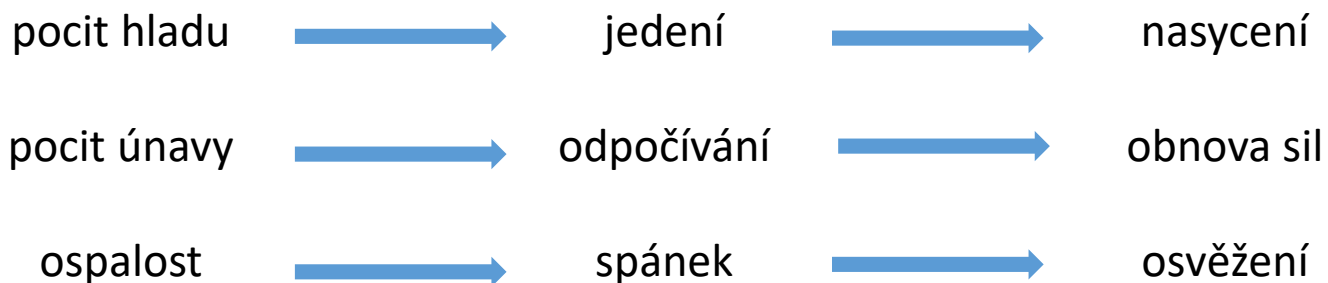 pocit hladu jedení nasycení
pocit únavy odpočívání obnova sil
ospalost spánek osvěžení